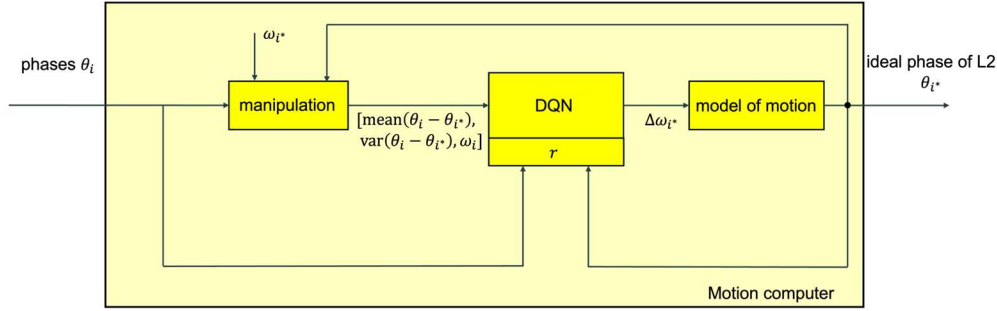 phases θ_i
ω_{i*}
manipulation
[mean(θ_i − θ_{i*}),
var(θ_i − θ_{i*}), ω_i]
DQN
r
Δω_{i*}
model of motion
ideal phase of L2
θ_{i*}
Motion computer